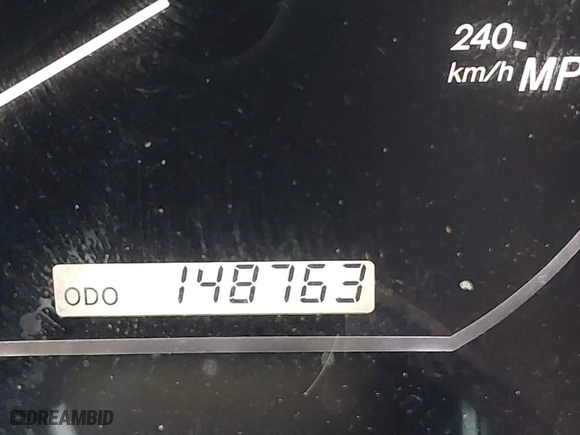 240
km/h MP
ODO 148763
DREAMBID